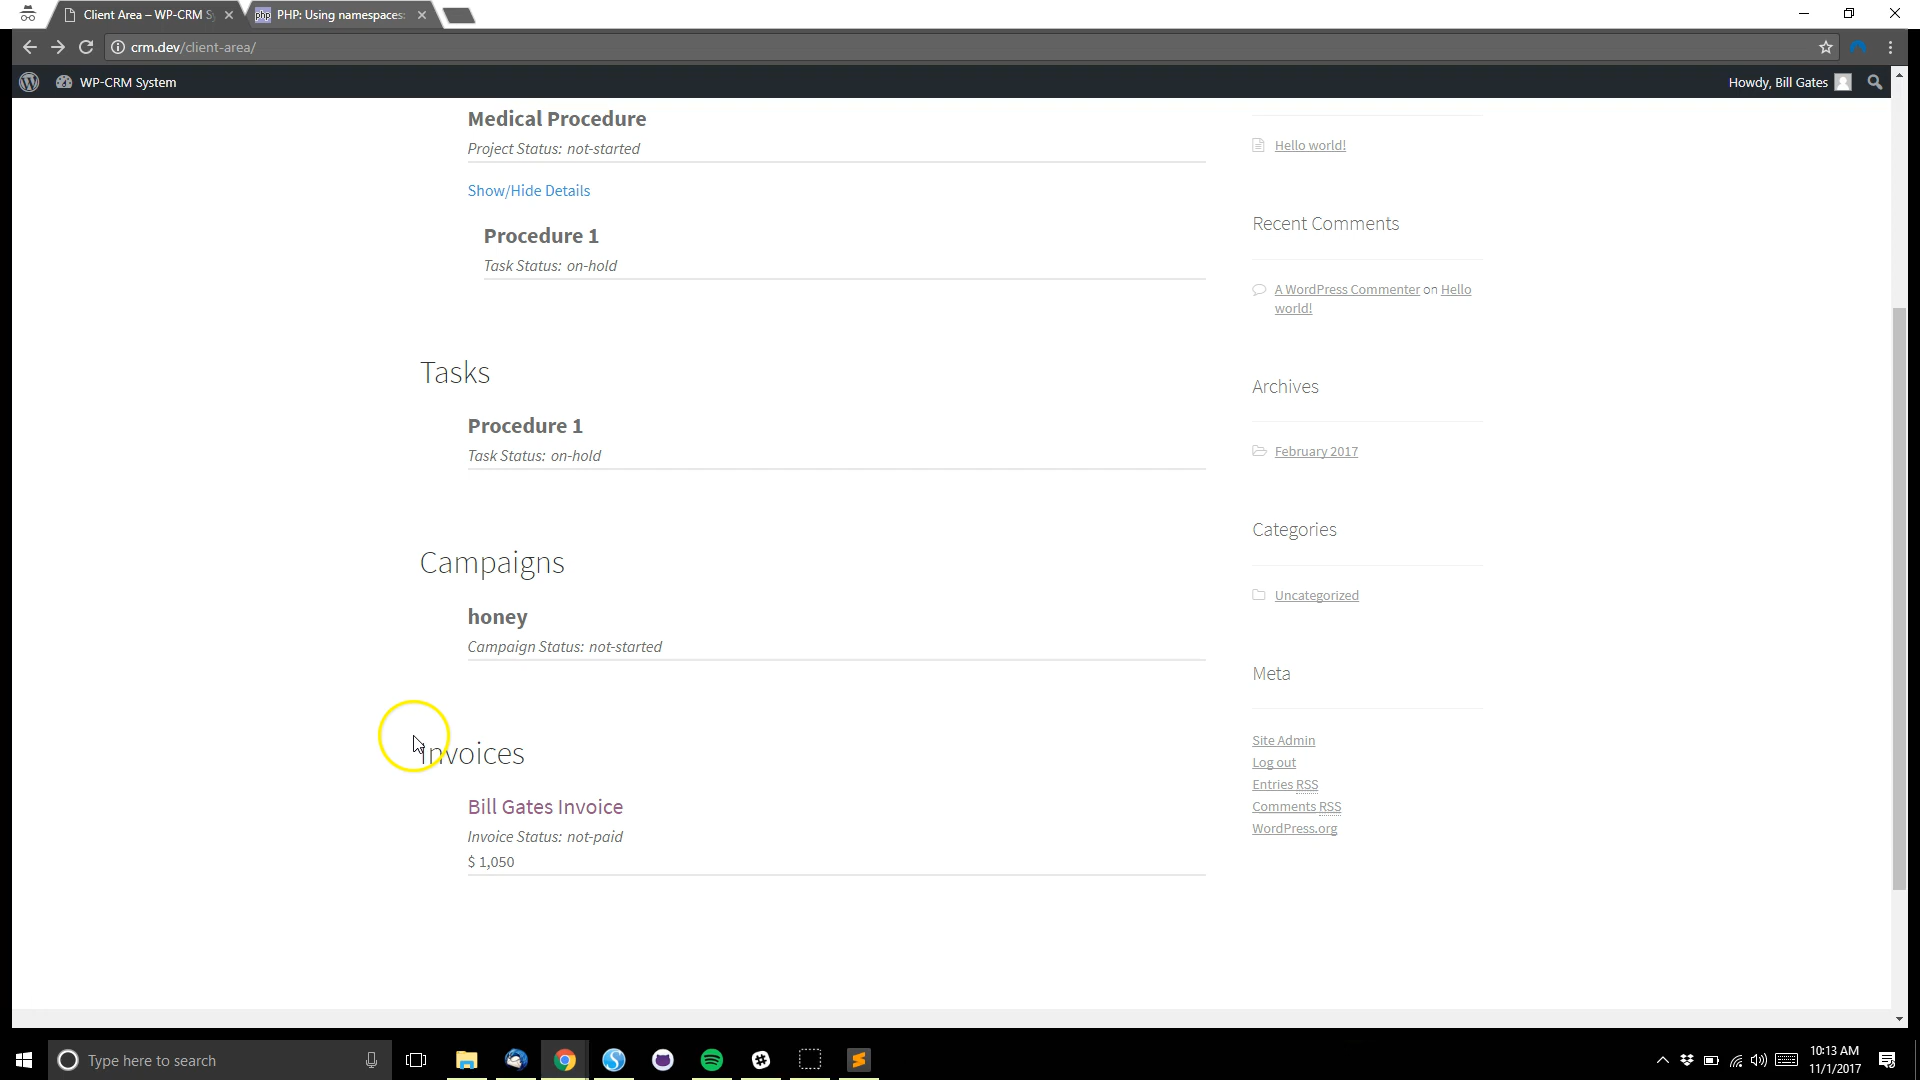 Client Area – WP-CRM S
PHP: Using namespaces:
crm.dev/client-area/
WP-CRM System
Howdy, Bill Gates
Medical Procedure
Project Status: not-started
Show/Hide Details
Procedure 1
Task Status: on-hold
Tasks
Procedure 1
Task Status: on-hold
Campaigns
honey
Campaign Status: not-started
Invoices
Bill Gates Invoice
Invoice Status: not-paid
$ 1,050
Hello world!
Recent Comments
A WordPress Commenter on Hello
world!
Archives
February 2017
Categories
Uncategorized
Meta
Site Admin
Log out
Entries RSS
Comments RSS
WordPress.org
Type here to search
10:13 AM
11/1/2017